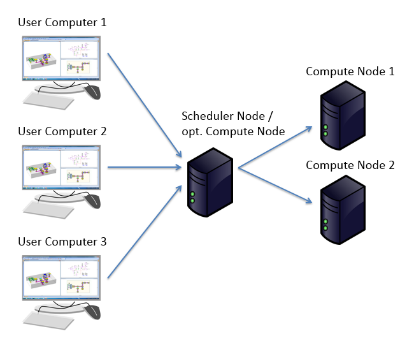 User Computer 1
User Computer 2
User Computer 3
Scheduler Node /
opt. Compute Node
Compute Node 1
Compute Node 2